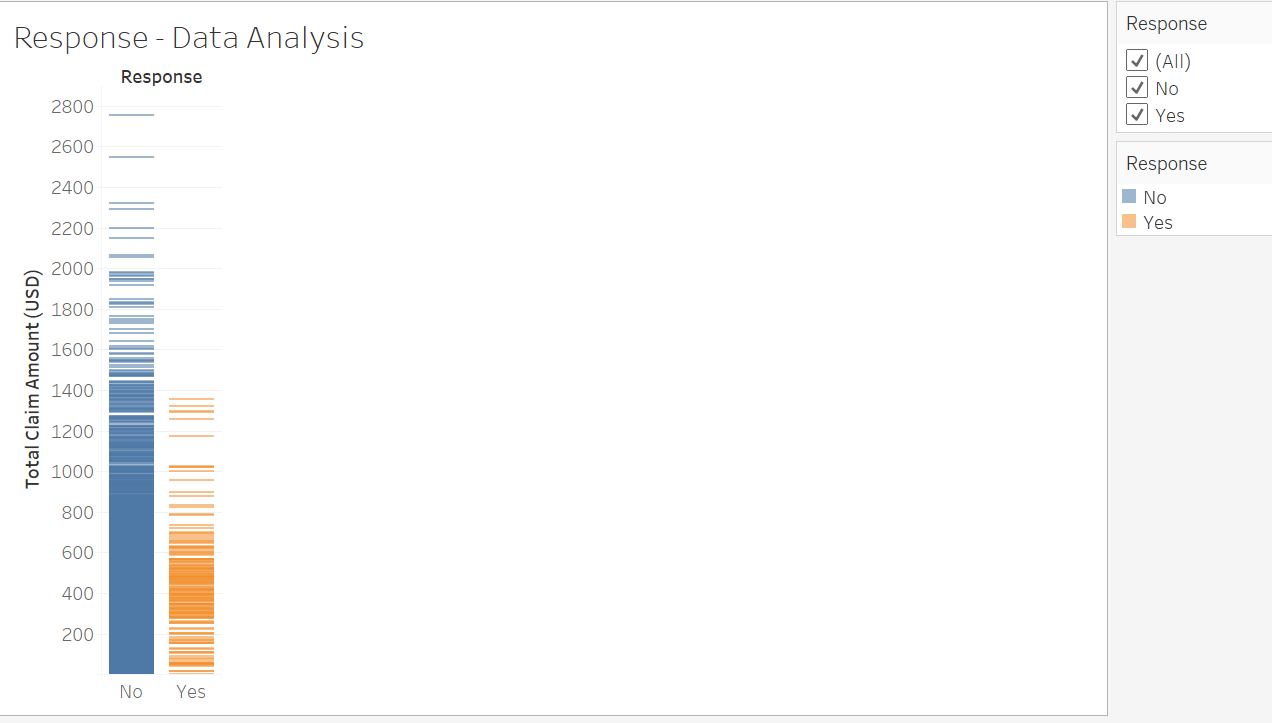 Response - Data Analysis
Response
2800
2600
2400
2200
2000
1800
1600
1400
1200
1000
800
600
400
200
Total Claim Amount (USD)
No Yes
Response
(All)
No
Yes
Response
No
Yes